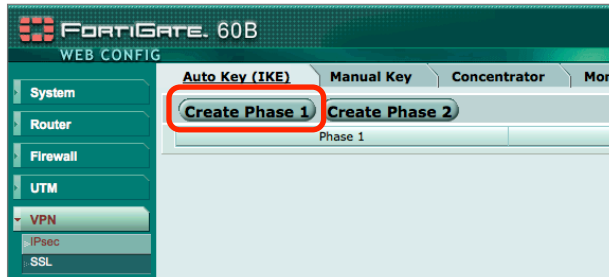 FORTIGATE. 60B
WEB CONFIG
Auto Key (IKE) Manual Key Concentrator Mor
System
Create Phase 1 Create Phase 2
Router
Phase 1
Firewall
UTM
VPN
IPsec
SSL